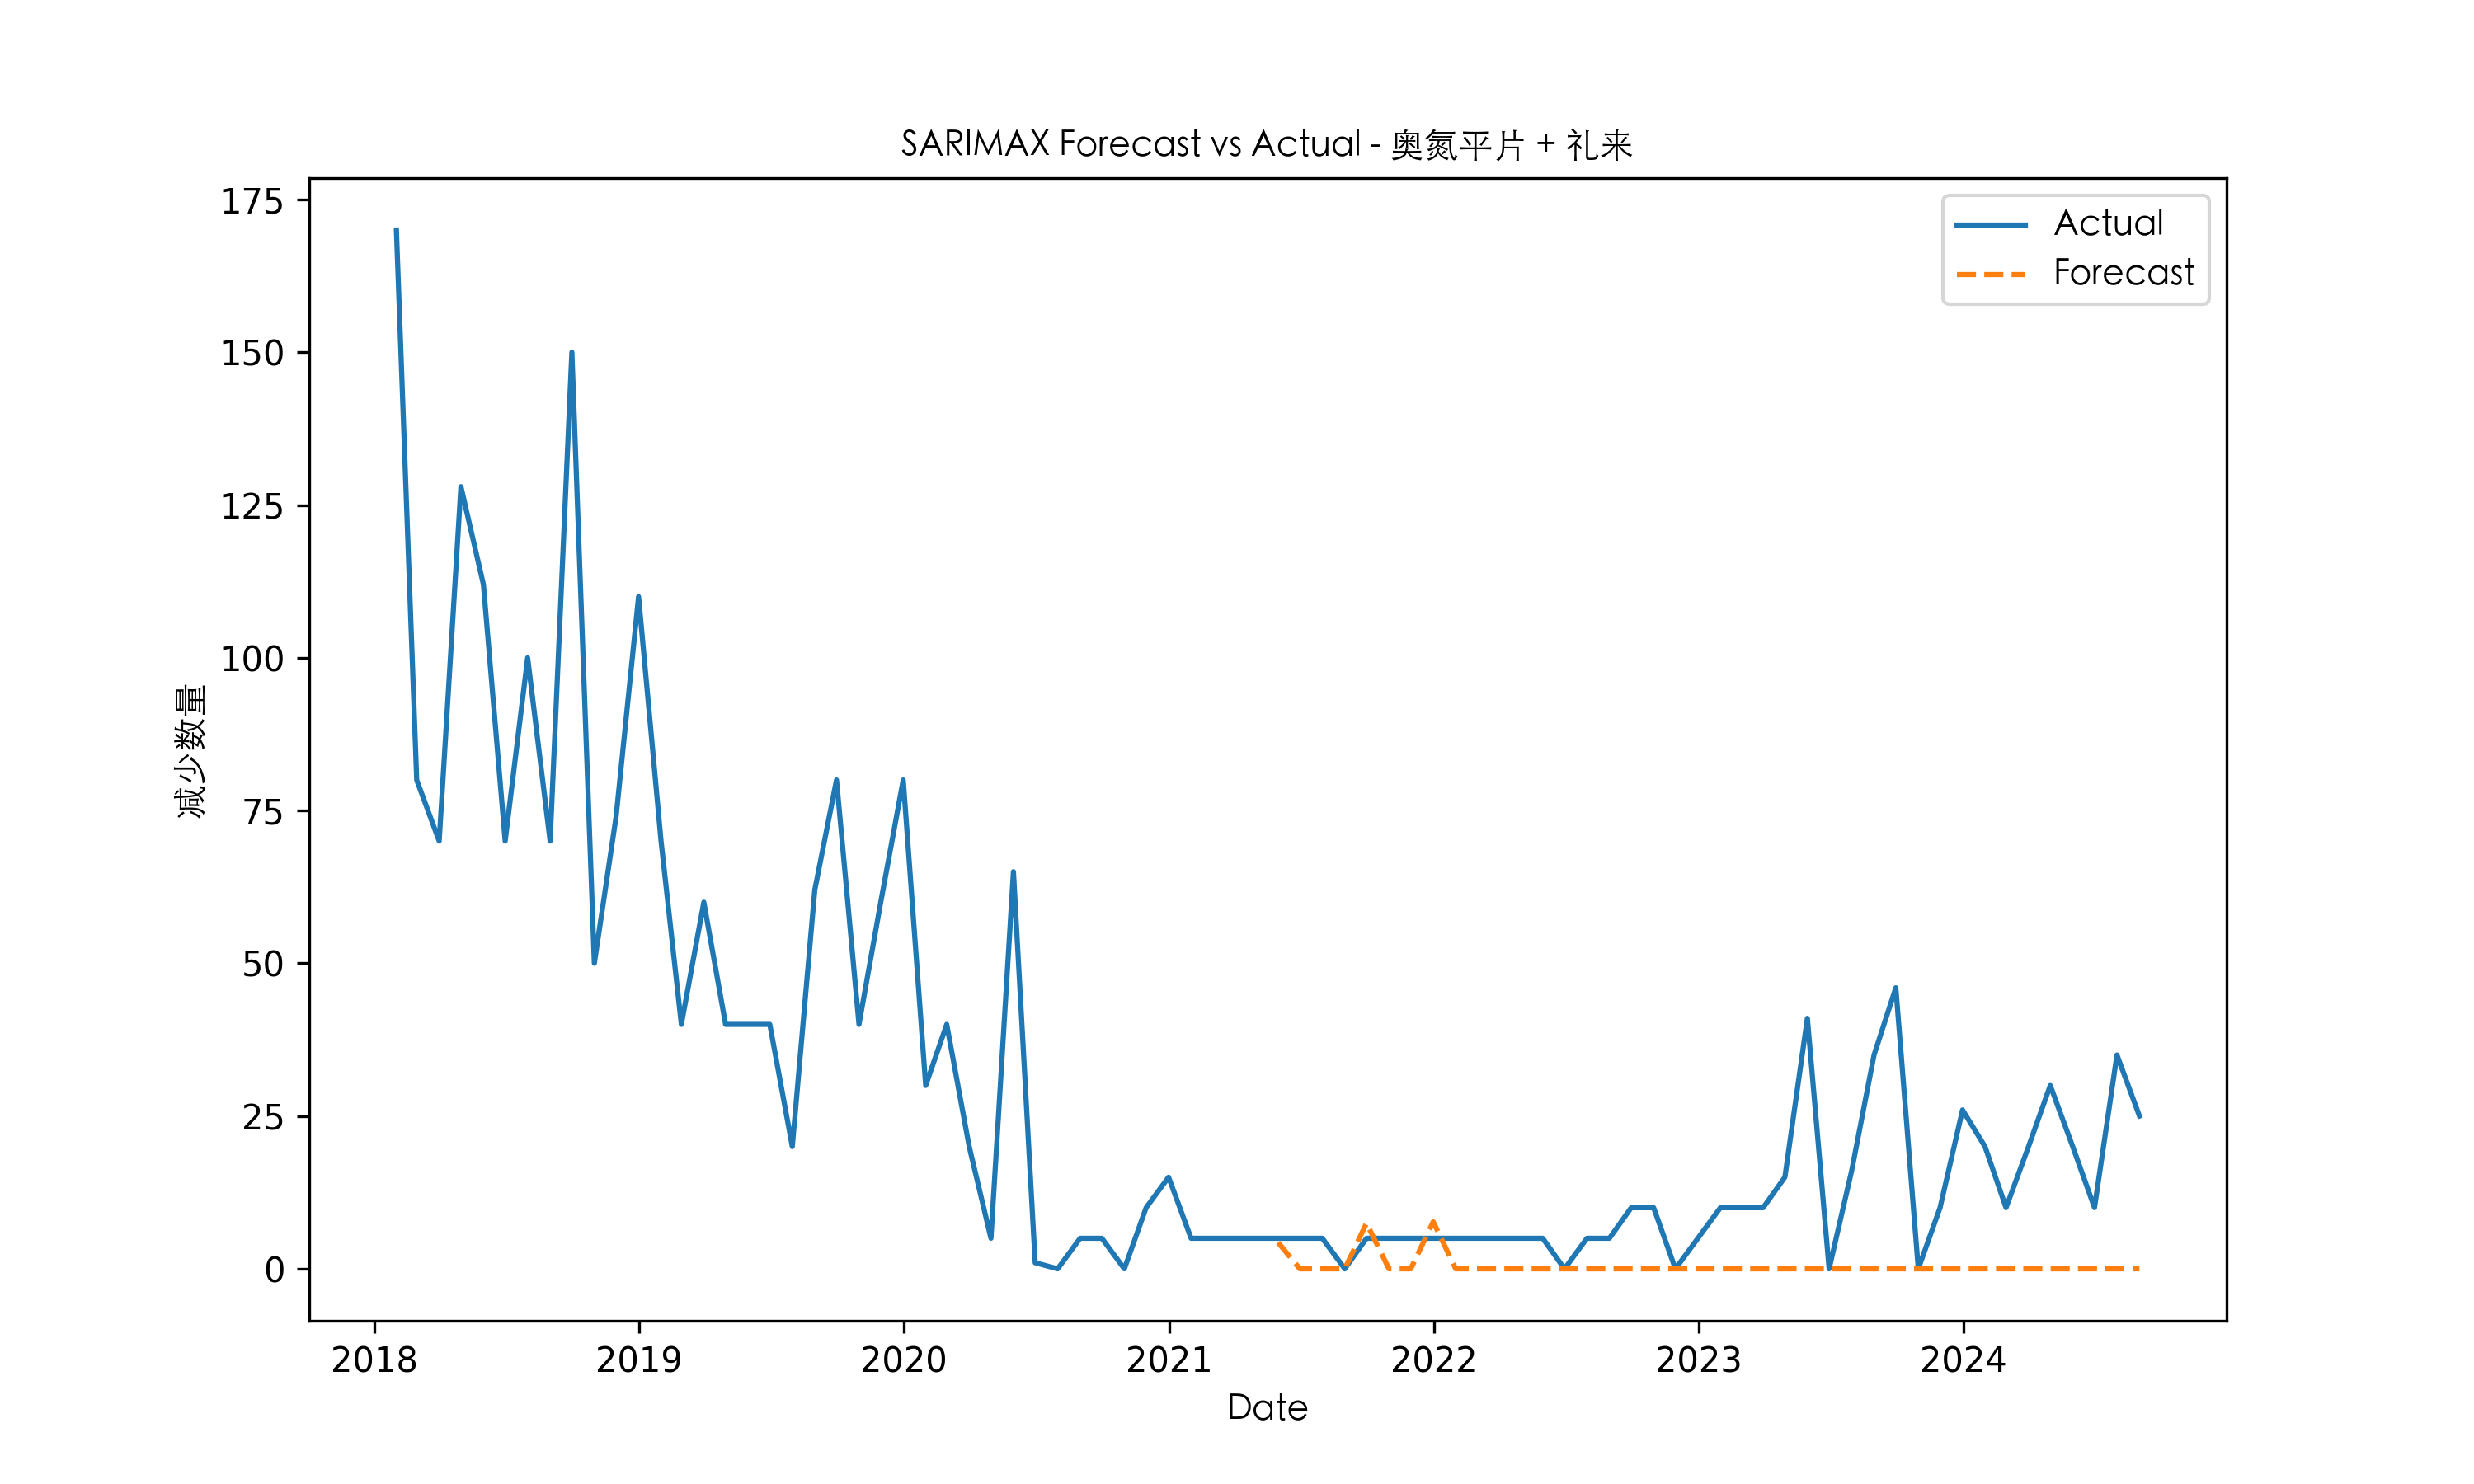 SARIMAX Forecast vs Actual - 奥氮平片 + 礼来
Actual
Forecast
175
150
125
100
75
50
25
0
减少数量
2018 2019 2020 2021 2022 2023 2024
Date